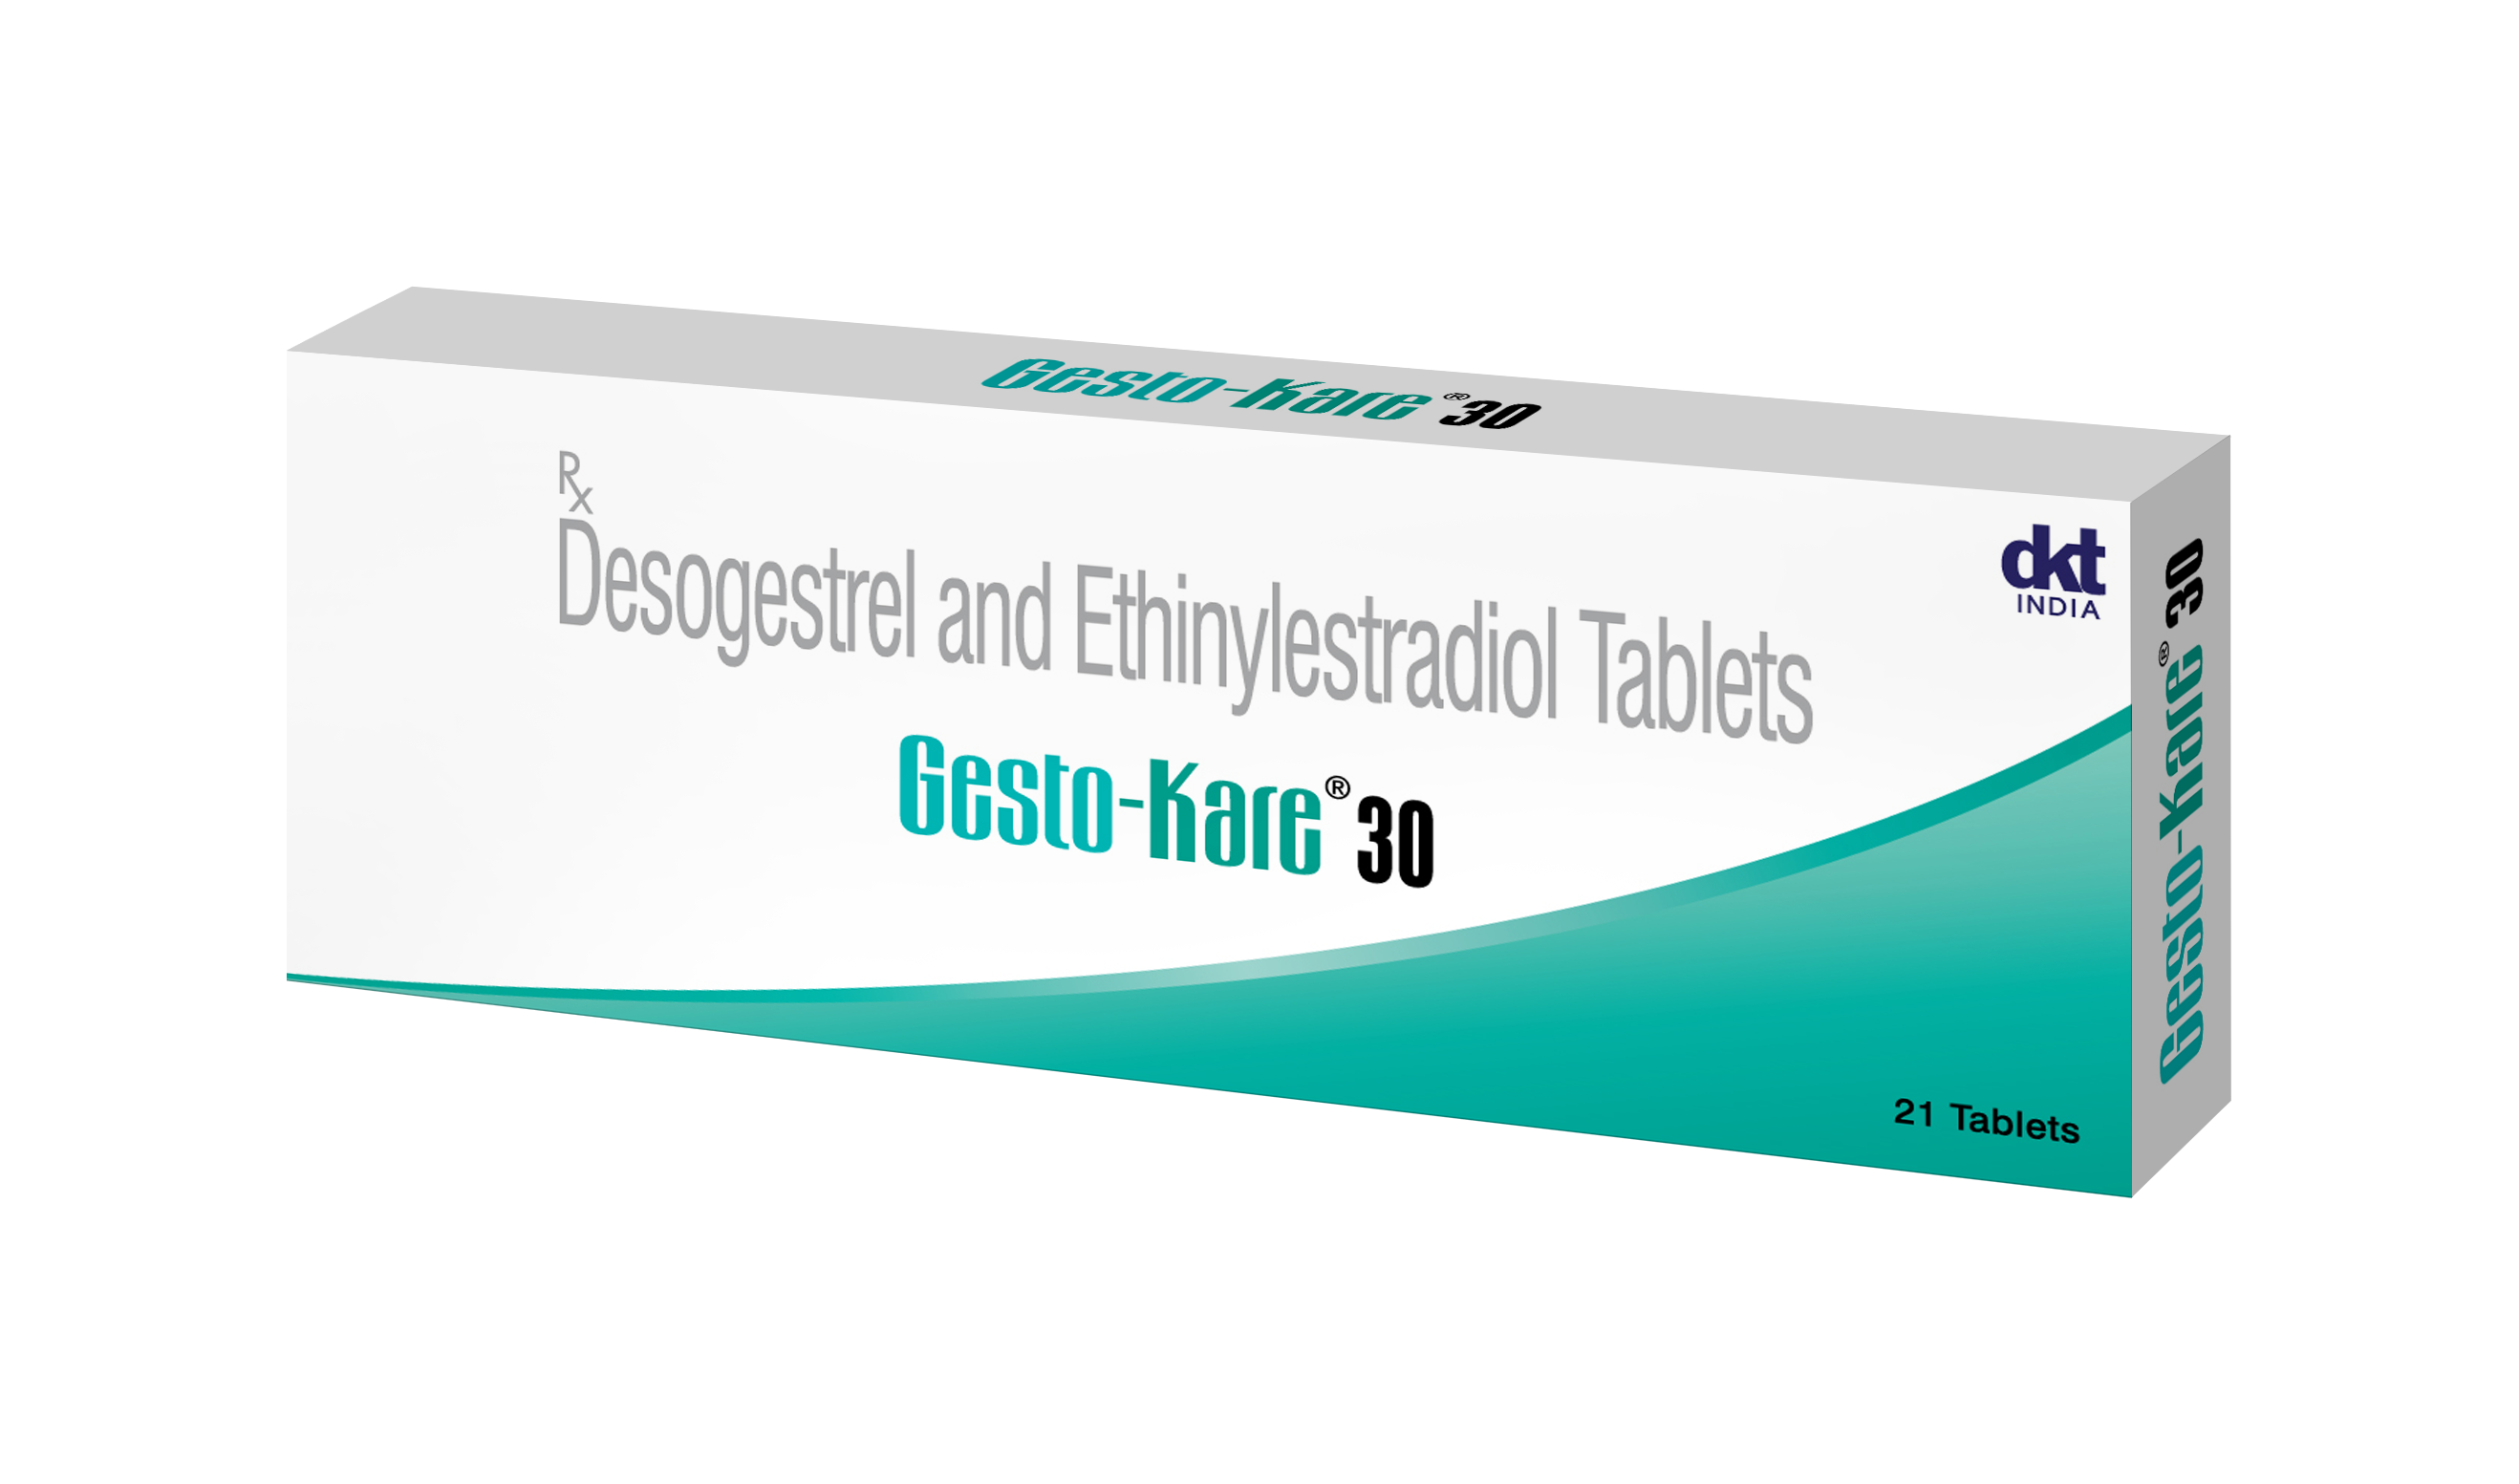 Gesto-Kare® 30
Rx
Desogestrel and Ethinylestradiol Tablets
dkt
INDIA
Gesto-Kare® 30
21 Tablets
Gesto-Kare® 30